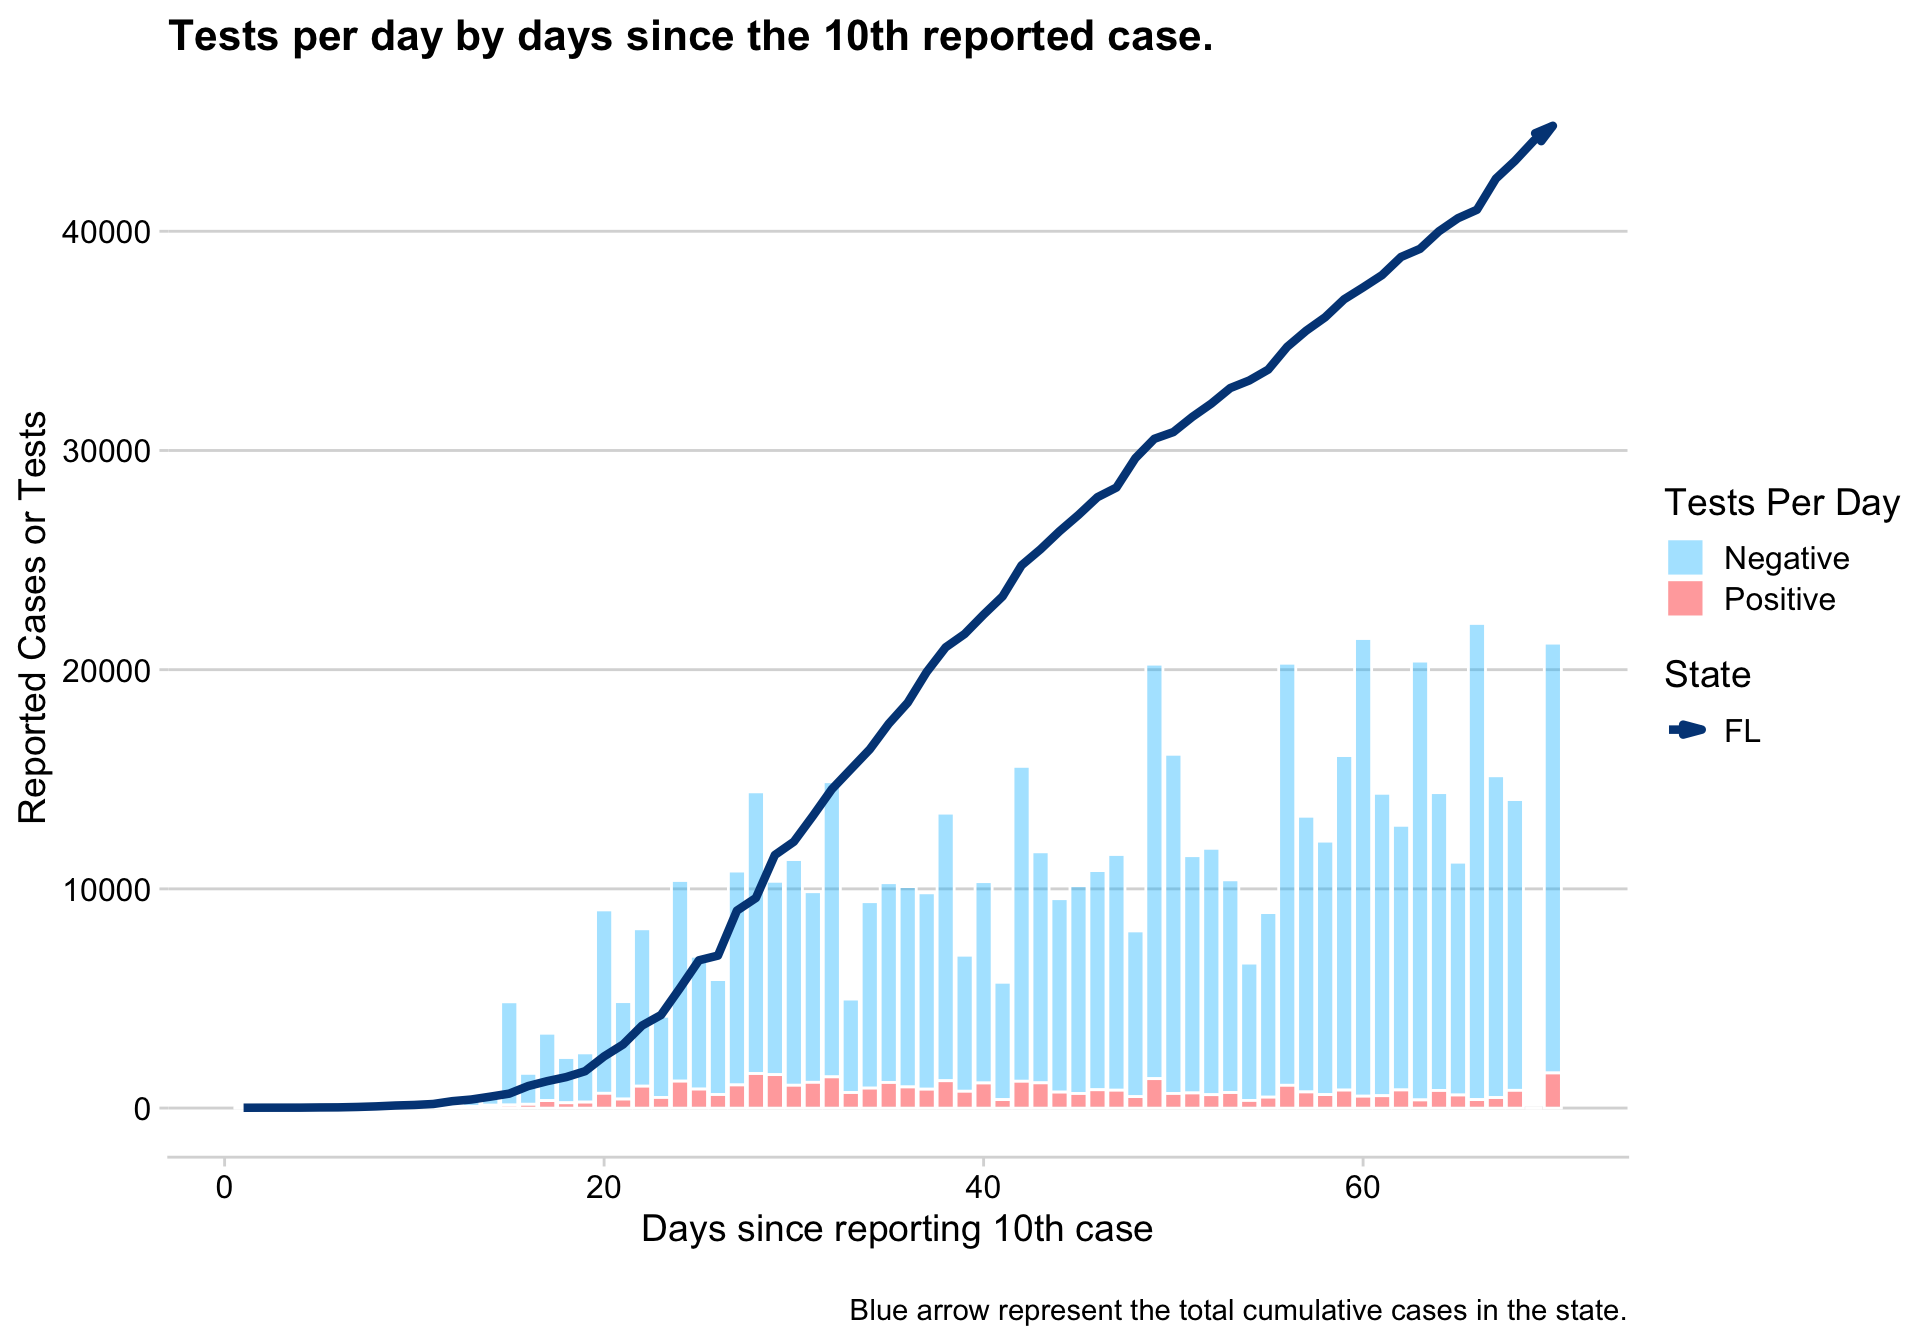 Tests per day by days since the 10th reported case.
Reported Cases or Tests
40000
30000
20000
10000
0
0 20 40 60
Days since reporting 10th case
Tests Per Day
Negative
Positive
State
FL
Blue arrow represent the total cumulative cases in the state.